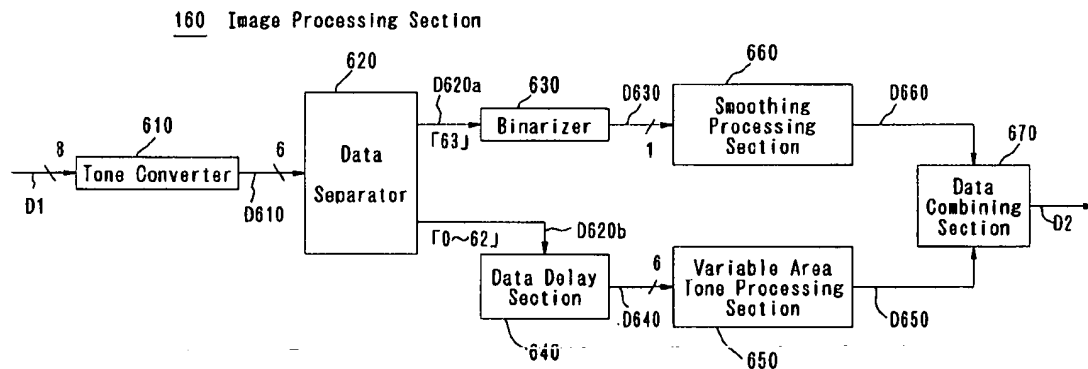 160 Image Processing Section
620
660
D620a
630
D630
D660
610
670
8
6
「63」
Binarizer
1
Smoothing
Processing
Section
Tone Converter
Data
Separator
Data
Combining
Section
D1
D610
D2
「0~62」
D620b
6
Data Delay
Section
Variable Area
Tone Processing
Section
D640
D650
640
650